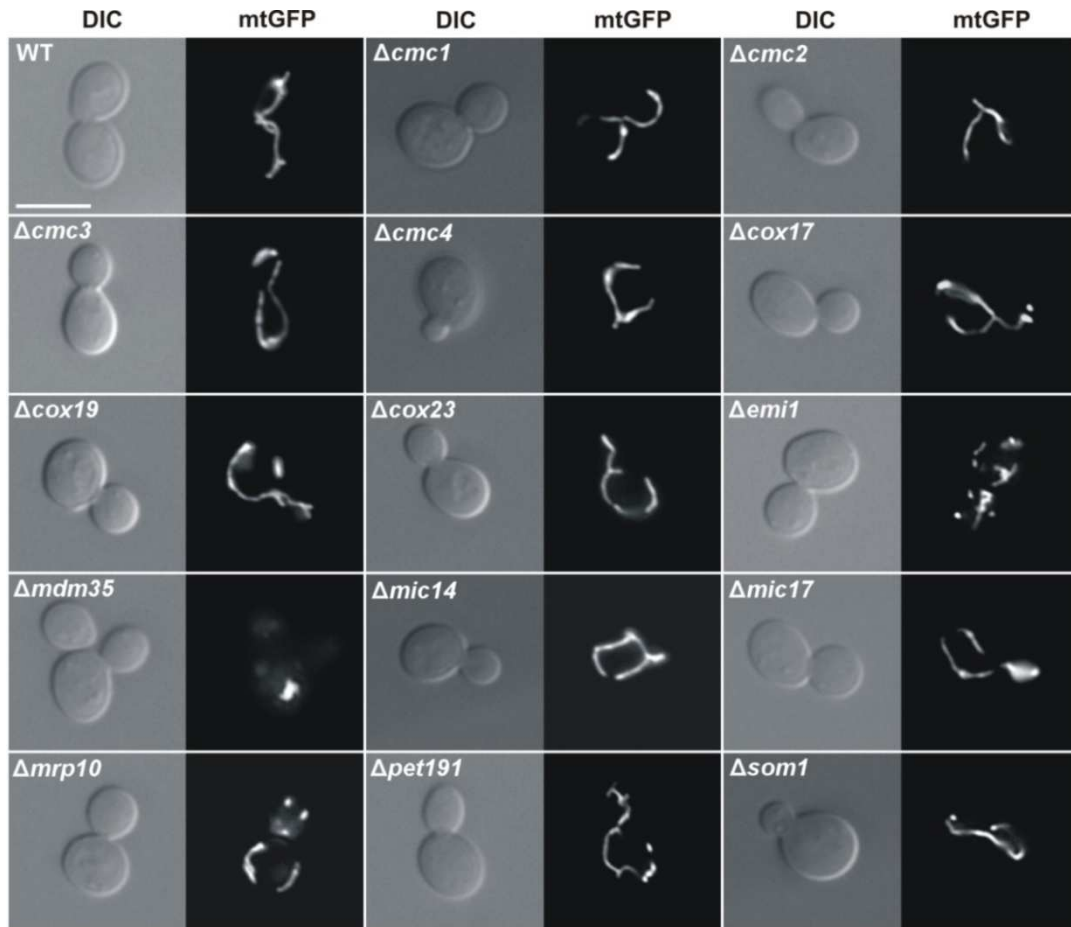 DIC mtGFP DIC mtGFP DIC mtGFP
WT Δcmc1 Δcmc2
Δcmc3 Δcmc4 Δcox17
Δcox19 Δcox23 Δemi1
Δmdm35 Δmic14 Δmic17
Δmrp10 Δpet191 Δsom1